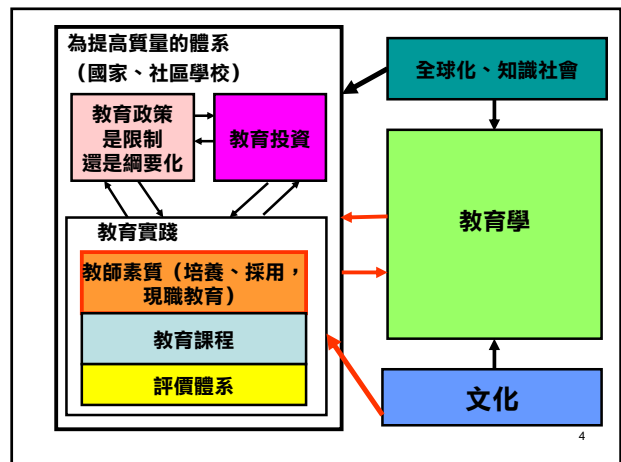 為提高質量的體系
（國家、社區學校）
教育政策
是限制
還是綱要化
教育投資
教育實踐
教師素質（培養、採用，
現職教育）
教育課程
評價體系
全球化、知識社會
教育學
文化
4